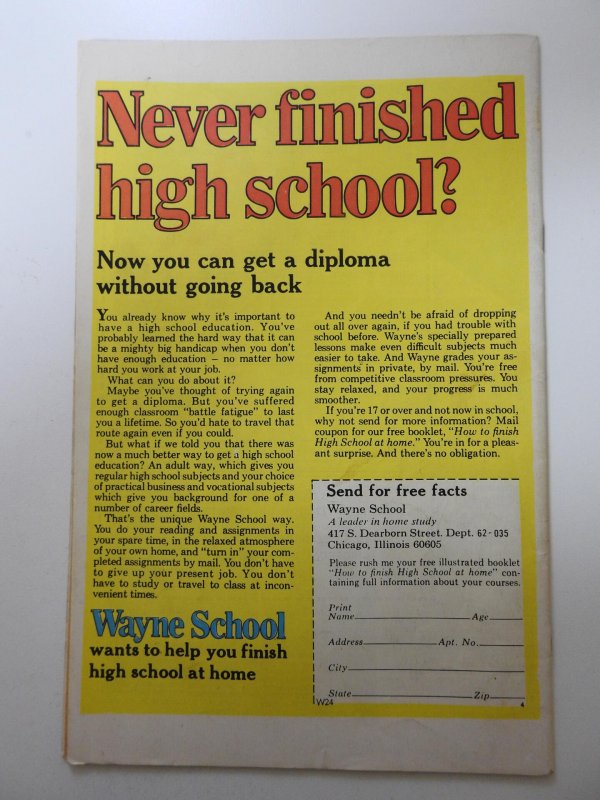 Never finished
high school?
Now you can get a diploma
without going back
You already know why it's important to
have a high school education. You've
probably learned the hard way that it can
be a mighty big handicap when you don't
have enough education – no matter how
hard you work at your job.
What can you do about it?
Maybe you've thought of trying again
to get a diploma. But you've suffered
enough classroom "battle fatigue" to last
you a lifetime. So you'd hate to travel that
route again even if you could.
But what if we told you that there was
now a much better way to get a high school
education? An adult way, which gives you
regular high school subjects and your choice
of practical business and vocational subjects
which give you background for one of a
number of career fields.
That's the unique Wayne School way.
You do your reading and assignments in
your spare time, in the relaxed atmosphere
of your own home, and "turn in" your com-
pleted assignments by mail. You don't have
to give up your present job. You don't
have to study or travel to class at incon-
venient times.
Wayne School
wants to help you finish
high school at home
And you needn't be afraid of dropping
out all over again, if you had trouble with
school before. Wayne's specially prepared
lessons make even difficult subjects much
easier to take. And Wayne grades your as-
signments in private, by mail. You're free
from competitive classroom pressures. You
stay relaxed, and your progress is much
smoother.
If you're 17 or over and not now in school,
why not send for more information? Mail
coupon for our free booklet, "How to finish
High School at home." You're in for a pleas-
ant surprise. And there's no obligation.
Send for free facts
Wayne School
A leader in home study
417 S. Dearborn Street. Dept. 62-035
Chicago, Illinois 60605
Please rush me your free illustrated booklet
"How to finish High School at home" con-
taining full information about your courses.
Print
Name Age
Address Apt. No.
City
State Zip
W24 4